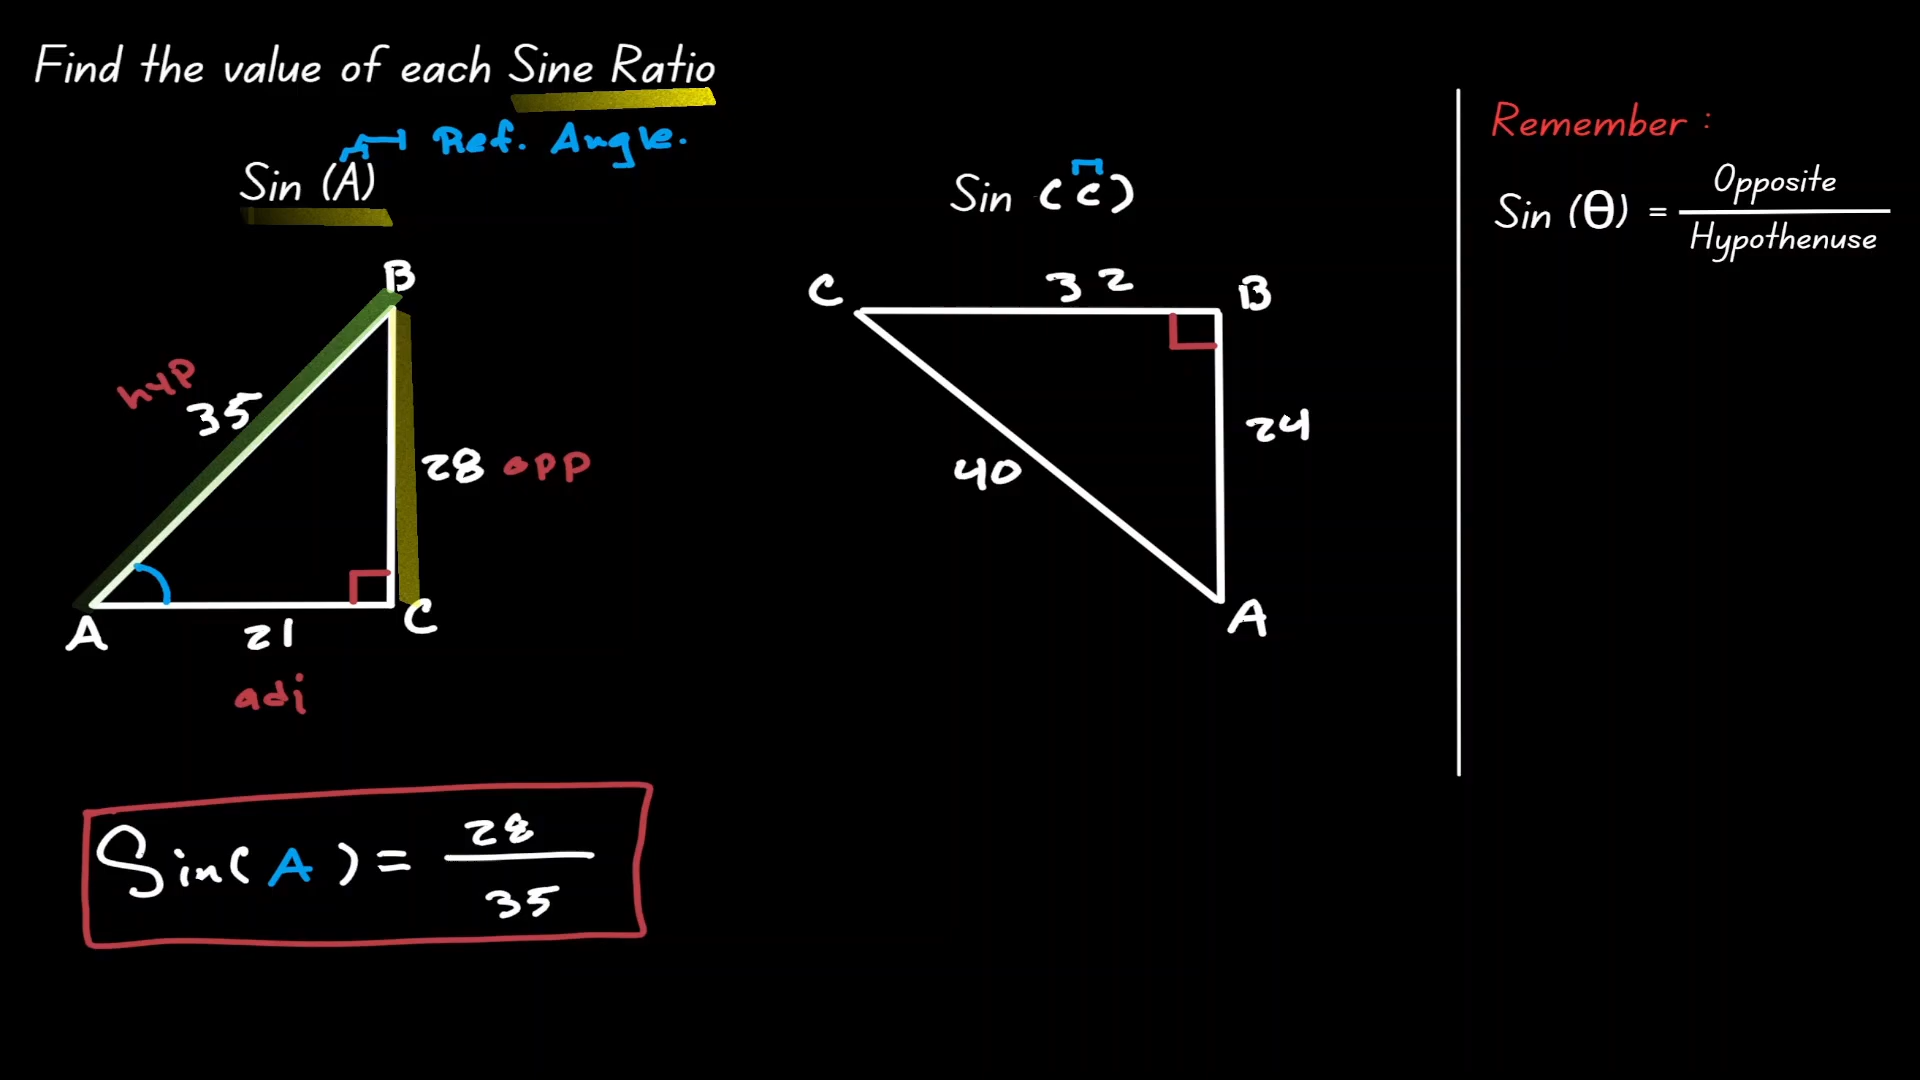 Find the value of each Sine Ratio
Ref. Angle.
Sin (A)
B
hyp
35
28 opp
A
21
C
adj
Sin(A) = 28/35
Sin (C)
C
32
B
24
40
A
Remember :
Sin (θ) = Opposite/Hypothenuse